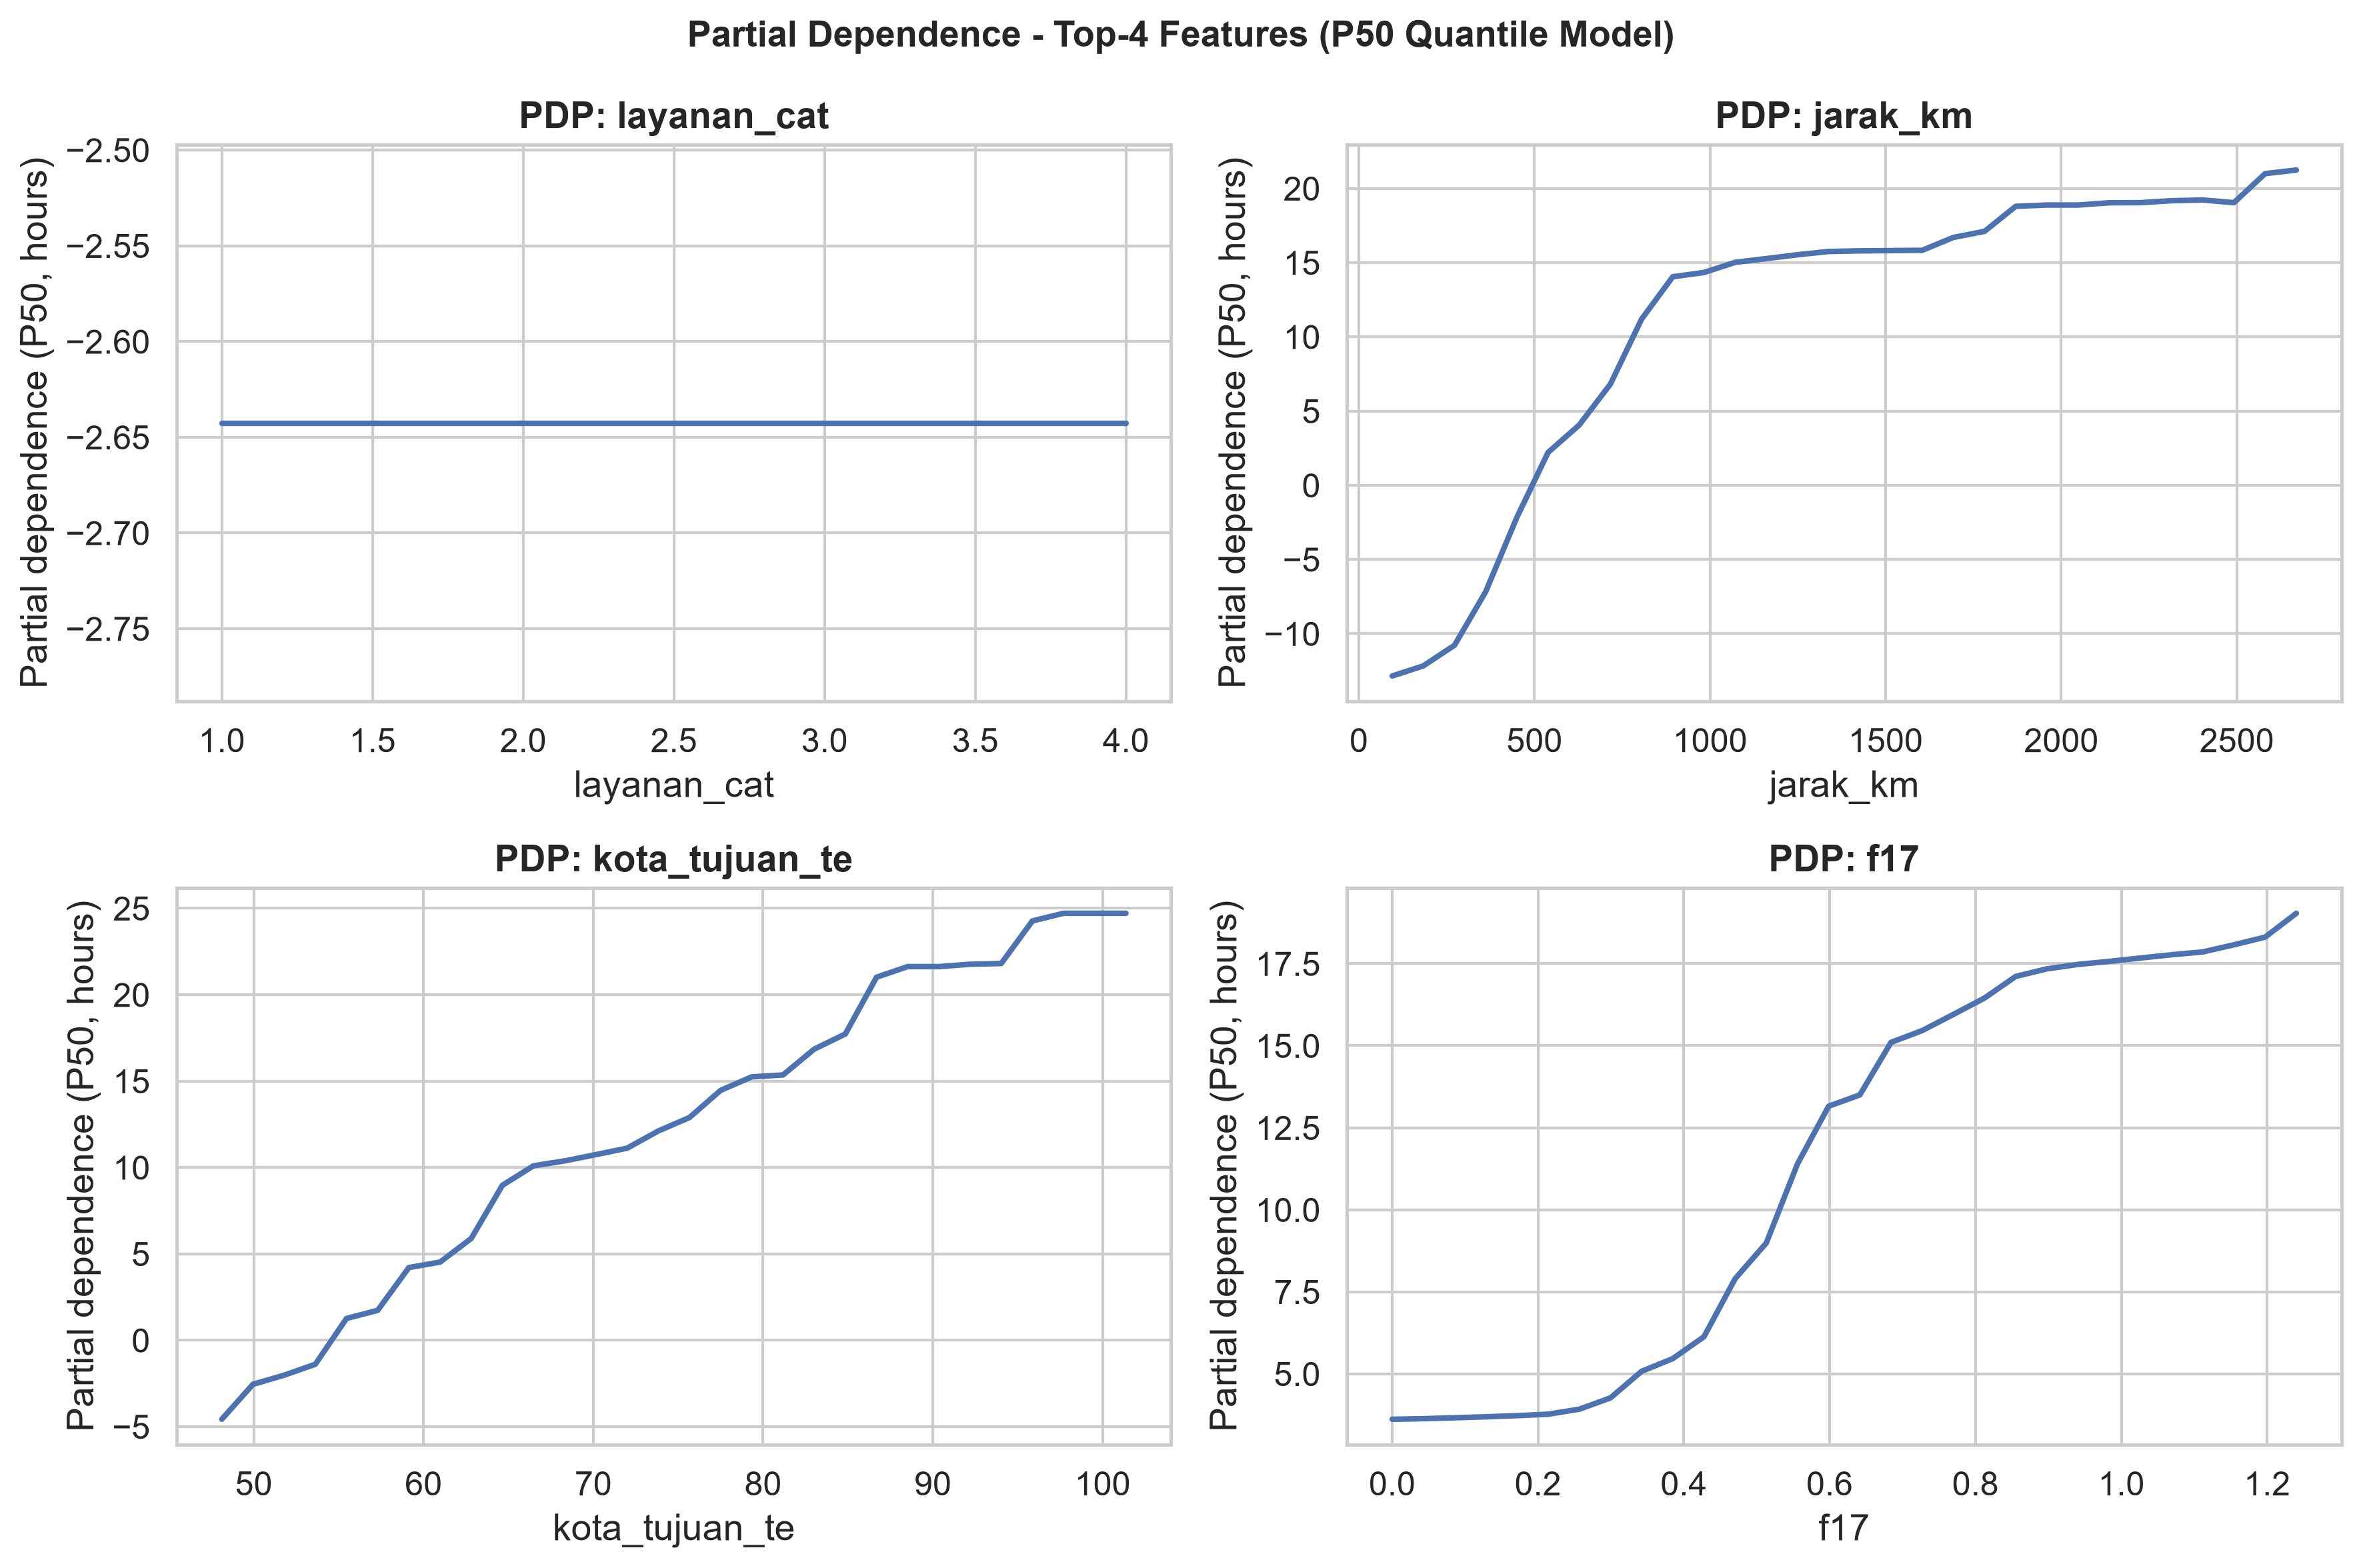 Partial Dependence - Top-4 Features (P50 Quantile Model)
PDP: layanan_cat
Partial dependence (P50, hours)
−2.50
−2.55
−2.60
−2.65
−2.70
−2.75
1.0 1.5 2.0 2.5 3.0 3.5 4.0
layanan_cat
PDP: jarak_km
Partial dependence (P50, hours)
20
15
10
5
0
−5
−10
0 500 1000 1500 2000 2500
jarak_km
PDP: kota_tujuan_te
Partial dependence (P50, hours)
25
20
15
10
5
0
−5
50 60 70 80 90 100
kota_tujuan_te
PDP: f17
Partial dependence (P50, hours)
17.5
15.0
12.5
10.0
7.5
5.0
0.0 0.2 0.4 0.6 0.8 1.0 1.2
f17